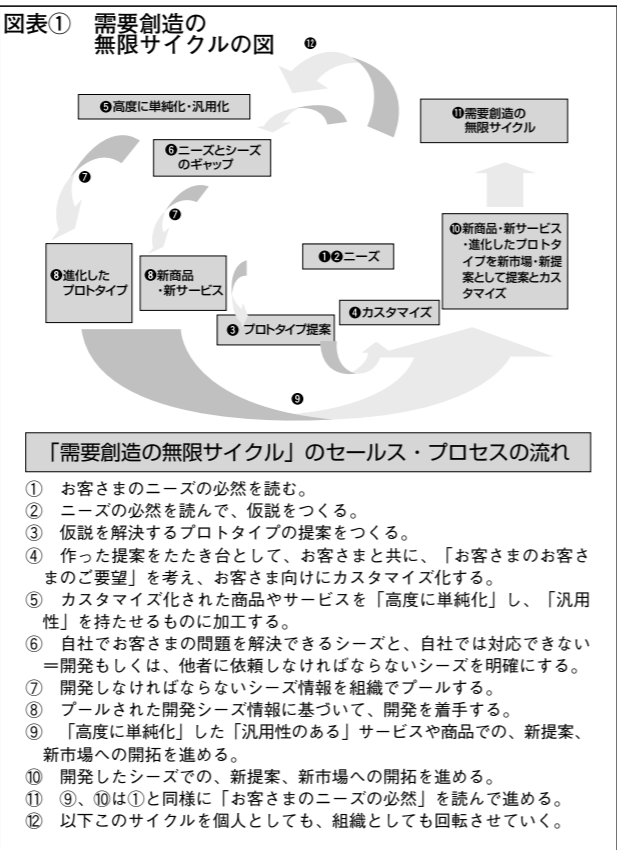 図表① 需要創造の
無限サイクルの図
⓬
❺高度に単純化・汎用化
⓫需要創造の
無限サイクル
❻ニーズとシーズ
のギャップ
❼
❼
❿新商品・新サービス
・進化したプロトタ
イプを新市場・新提
案として提案とカス
タマイズ
❶❷ニーズ
❽進化した
プロトタイプ
❽新商品
・新サービス
❹カスタマイズ
❸ プロトタイプ提案
❾
「需要創造の無限サイクル」のセールス・プロセスの流れ
① お客さまのニーズの必然を読む。
② ニーズの必然を読んで、仮説をつくる。
③ 仮説を解決するプロトタイプの提案をつくる。
④ 作った提案をたたき台として、お客さまと共に、「お客さまのお客さ
まのご要望」を考え、お客さま向けにカスタマイズ化する。
⑤ カスタマイズ化された商品やサービスを「高度に単純化」し、「汎用
性」を持たせるものに加工する。
⑥ 自社でお客さまの問題を解決できるシーズと、自社では対応できない
＝開発もしくは、他者に依頼しなければならないシーズを明確にする。
⑦ 開発しなければならないシーズ情報を組織でプールする。
⑧ プールされた開発シーズ情報に基づいて、開発を着手する。
⑨ 「高度に単純化」した「汎用性のある」サービスや商品での、新提案、
新市場への開拓を進める。
⑩ 開発したシーズでの、新提案、新市場への開拓を進める。
⑪ ⑨、⑩は①と同様に「お客さまのニーズの必然」を読んで進める。
⑫ 以下このサイクルを個人としても、組織としても回転させていく。